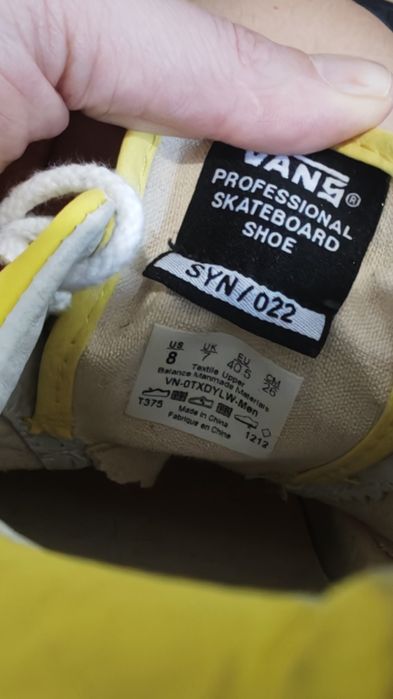 VANS®
PROFESSIONAL
SKATEBOARD
SHOE
SYN/022
US UK EU CM
8 7 40.5 26
Textile Upper
Balance Manmade Materials
VN-0TXDYLW-Men
T375
1212
Made in China
Fabriqué en Chine